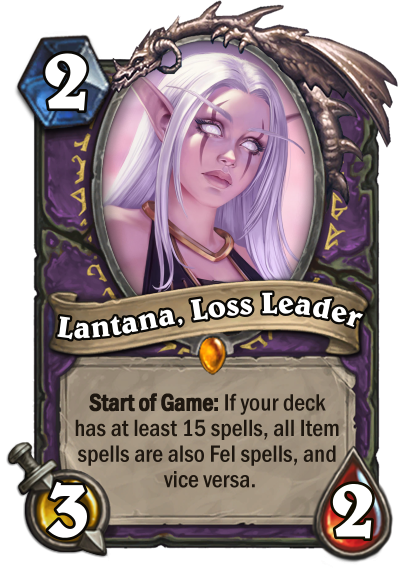 2
Lantana, Loss Leader
Start of Game: If your deck
has at least 15 spells, all Item
spells are also Fel spells, and
vice versa.
3
2